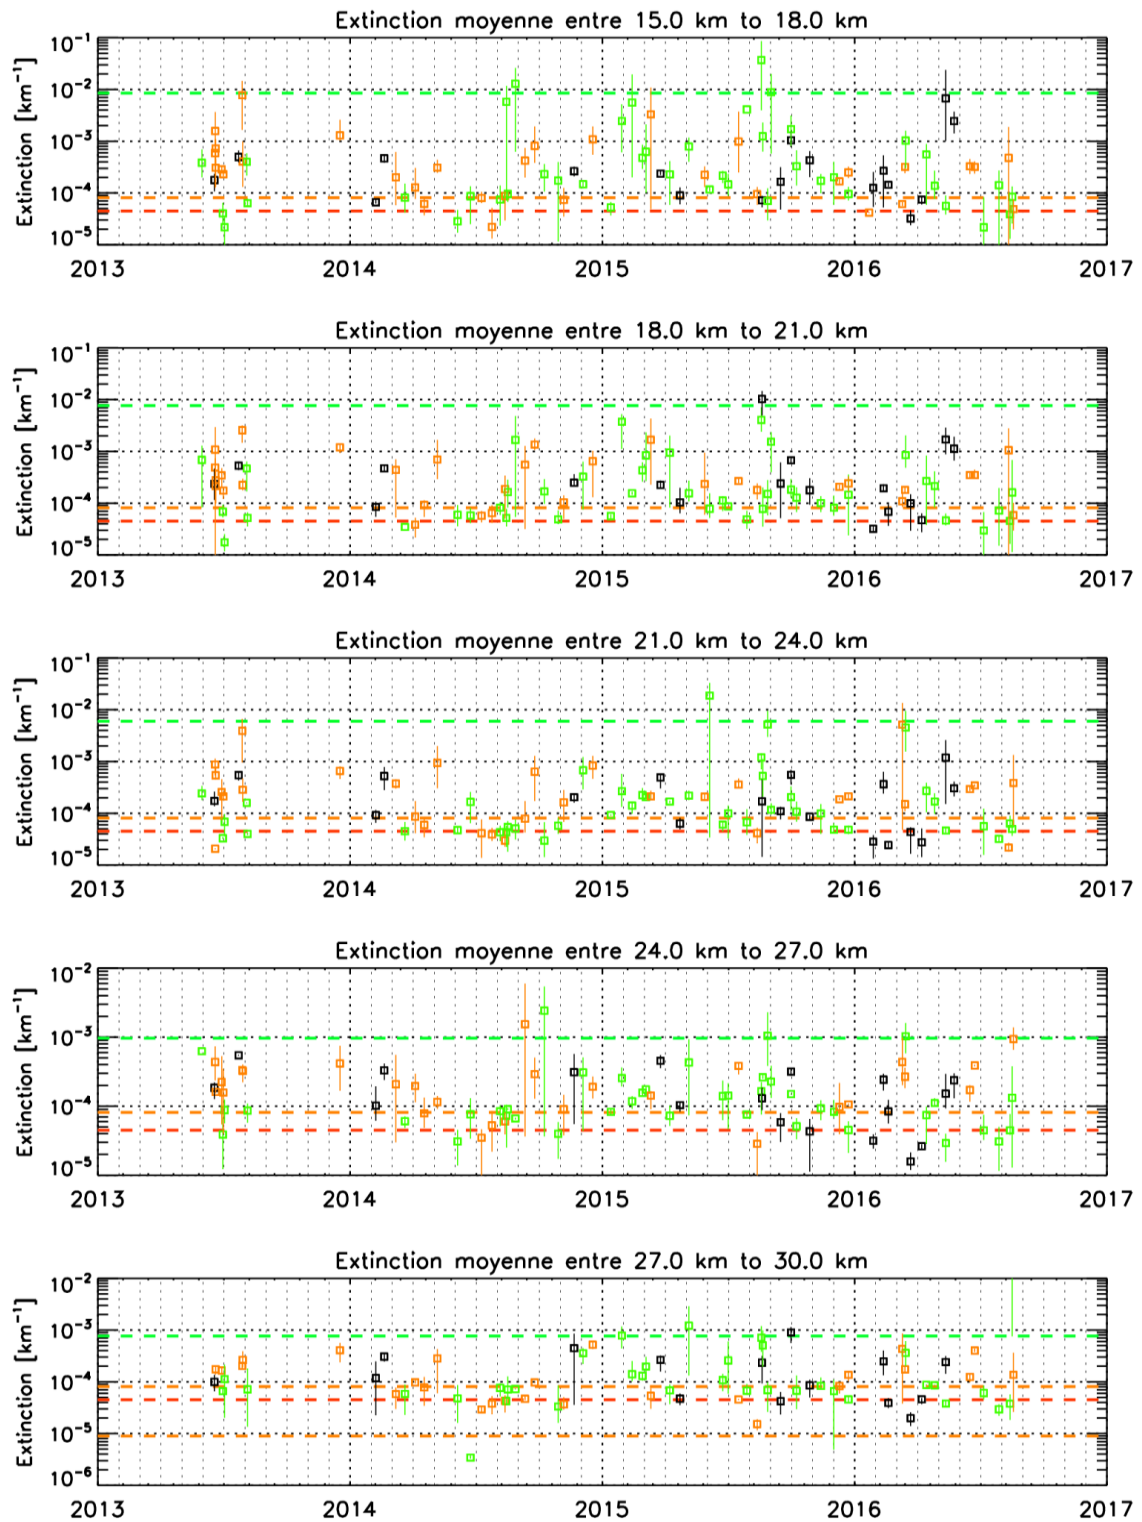 Extinction moyenne entre 15.0 km to 18.0 km
Extinction [km⁻¹]
10⁻¹
10⁻²
10⁻³
10⁻⁴
10⁻⁵
2013 2014 2015 2016 2017
Extinction moyenne entre 18.0 km to 21.0 km
Extinction [km⁻¹]
10⁻¹
10⁻²
10⁻³
10⁻⁴
10⁻⁵
2013 2014 2015 2016 2017
Extinction moyenne entre 21.0 km to 24.0 km
Extinction [km⁻¹]
10⁻¹
10⁻²
10⁻³
10⁻⁴
10⁻⁵
2013 2014 2015 2016 2017
Extinction moyenne entre 24.0 km to 27.0 km
Extinction [km⁻¹]
10⁻²
10⁻³
10⁻⁴
10⁻⁵
2013 2014 2015 2016 2017
Extinction moyenne entre 27.0 km to 30.0 km
Extinction [km⁻¹]
10⁻²
10⁻³
10⁻⁴
10⁻⁵
10⁻⁶
2013 2014 2015 2016 2017